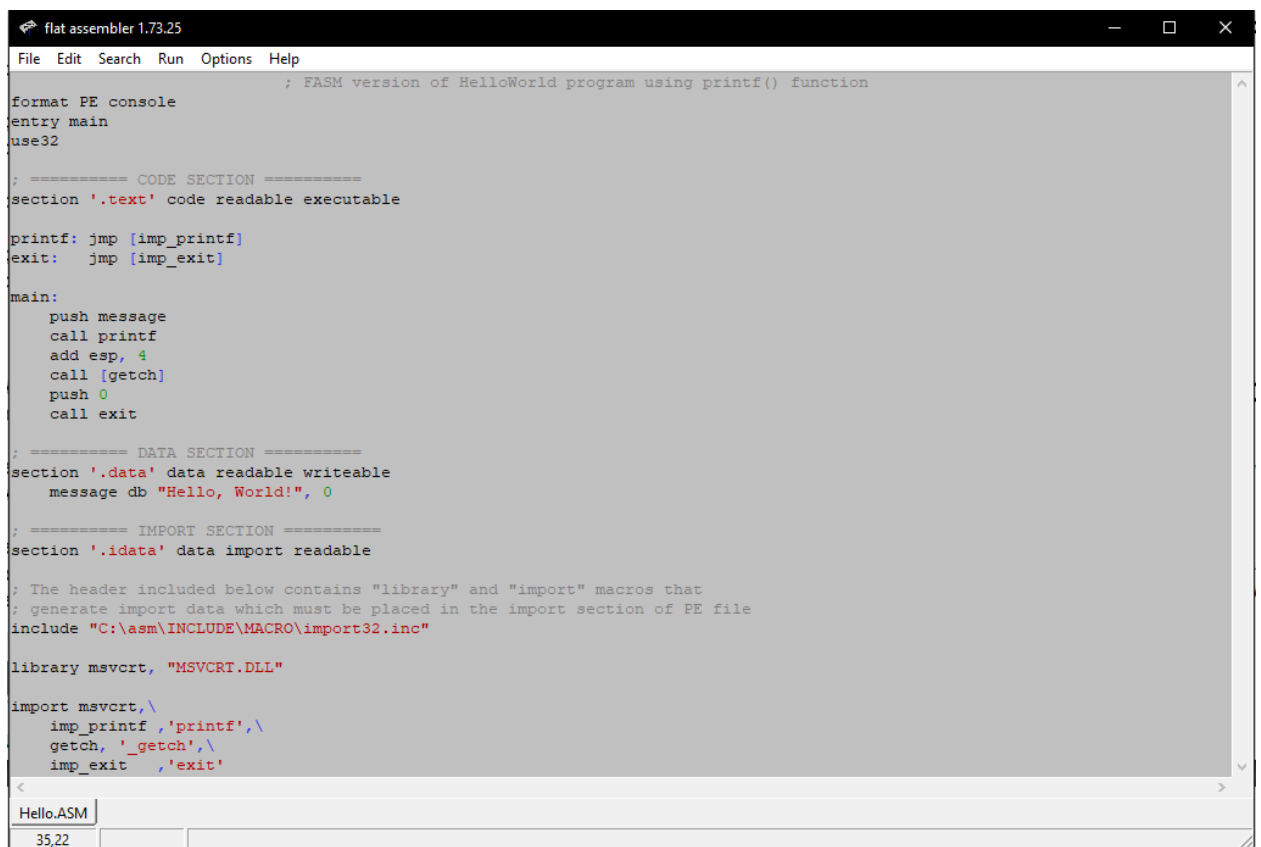 flat assembler 1.73.25
File Edit Search Run Options Help
; FASM version of HelloWorld program using printf() function
format PE console
entry main
use32
; ========== CODE SECTION ==========
section '.text' code readable executable
printf: jmp [imp_printf]
exit:   jmp [imp_exit]
main:
    push message
    call printf
    add esp, 4
    call [getch]
    push 0
    call exit
; ========== DATA SECTION ==========
section '.data' data readable writeable
    message db "Hello, World!", 0
; ========== IMPORT SECTION ==========
section '.idata' data import readable
; The header included below contains "library" and "import" macros that
; generate import data which must be placed in the import section of PE file
include "C:\asm\INCLUDE\MACRO\import32.inc"
library msvcrt, "MSVCRT.DLL"
import msvcrt,\
    imp_printf ,'printf',\
    getch, '_getch',\
    imp_exit   ,'exit'
Hello.ASM
35,22